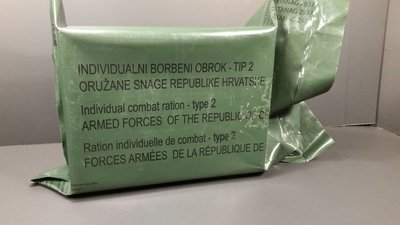 INDIVIDUALNI BORBENI OBROK - TIP 2
ORUŽANE SNAGE REPUBLIKE HRVATSKE
Individual combat ration - type 2
ARMED FORCES OF THE REPUBLIC OF
Ration individuelle de combat - type 2
FORCES ARMÉES DE LA RÉPUBLIQUE DE